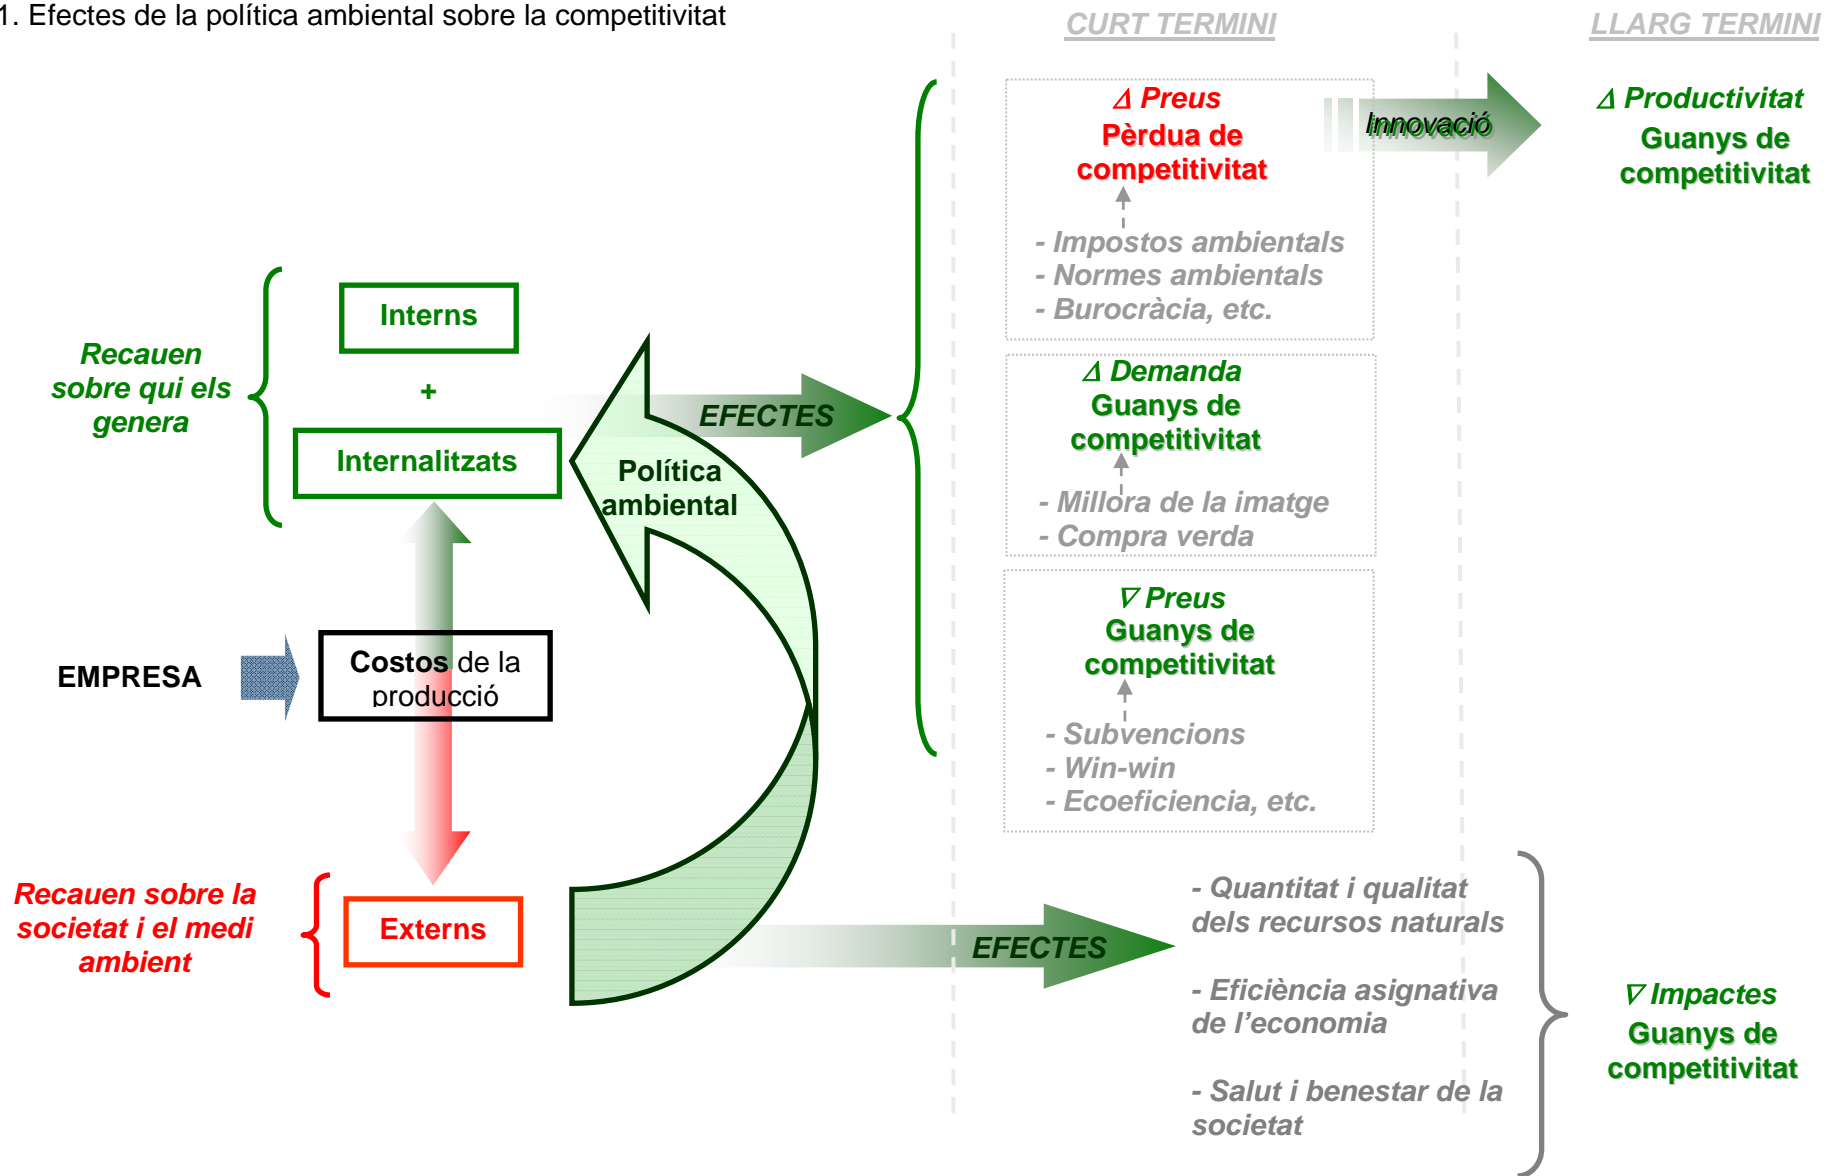 1. Efectes de la política ambiental sobre la competitivitat
CURT TERMINI
LLARG TERMINI
Δ Preus
Pèrdua de
competitivitat
- Impostos ambientals
- Normes ambientals
- Burocràcia, etc.
Innovació
Δ Productivitat
Guanys de
competitivitat
Recauen
sobre qui els
genera
Interns
+
Internalitzats
EFECTES
Política
ambiental
Δ Demanda
Guanys de
competitivitat
- Millora de la imatge
- Compra verda
∇ Preus
Guanys de
competitivitat
- Subvencions
- Win-win
- Ecoeficiencia, etc.
EMPRESA
Costos de la
producció
Recauen sobre la
societat i el medi
ambient
Externs
EFECTES
- Quantitat i qualitat
dels recursos naturals
- Eficiència asignativa
de l’economia
- Salut i benestar de la
societat
∇ Impactes
Guanys de
competitivitat